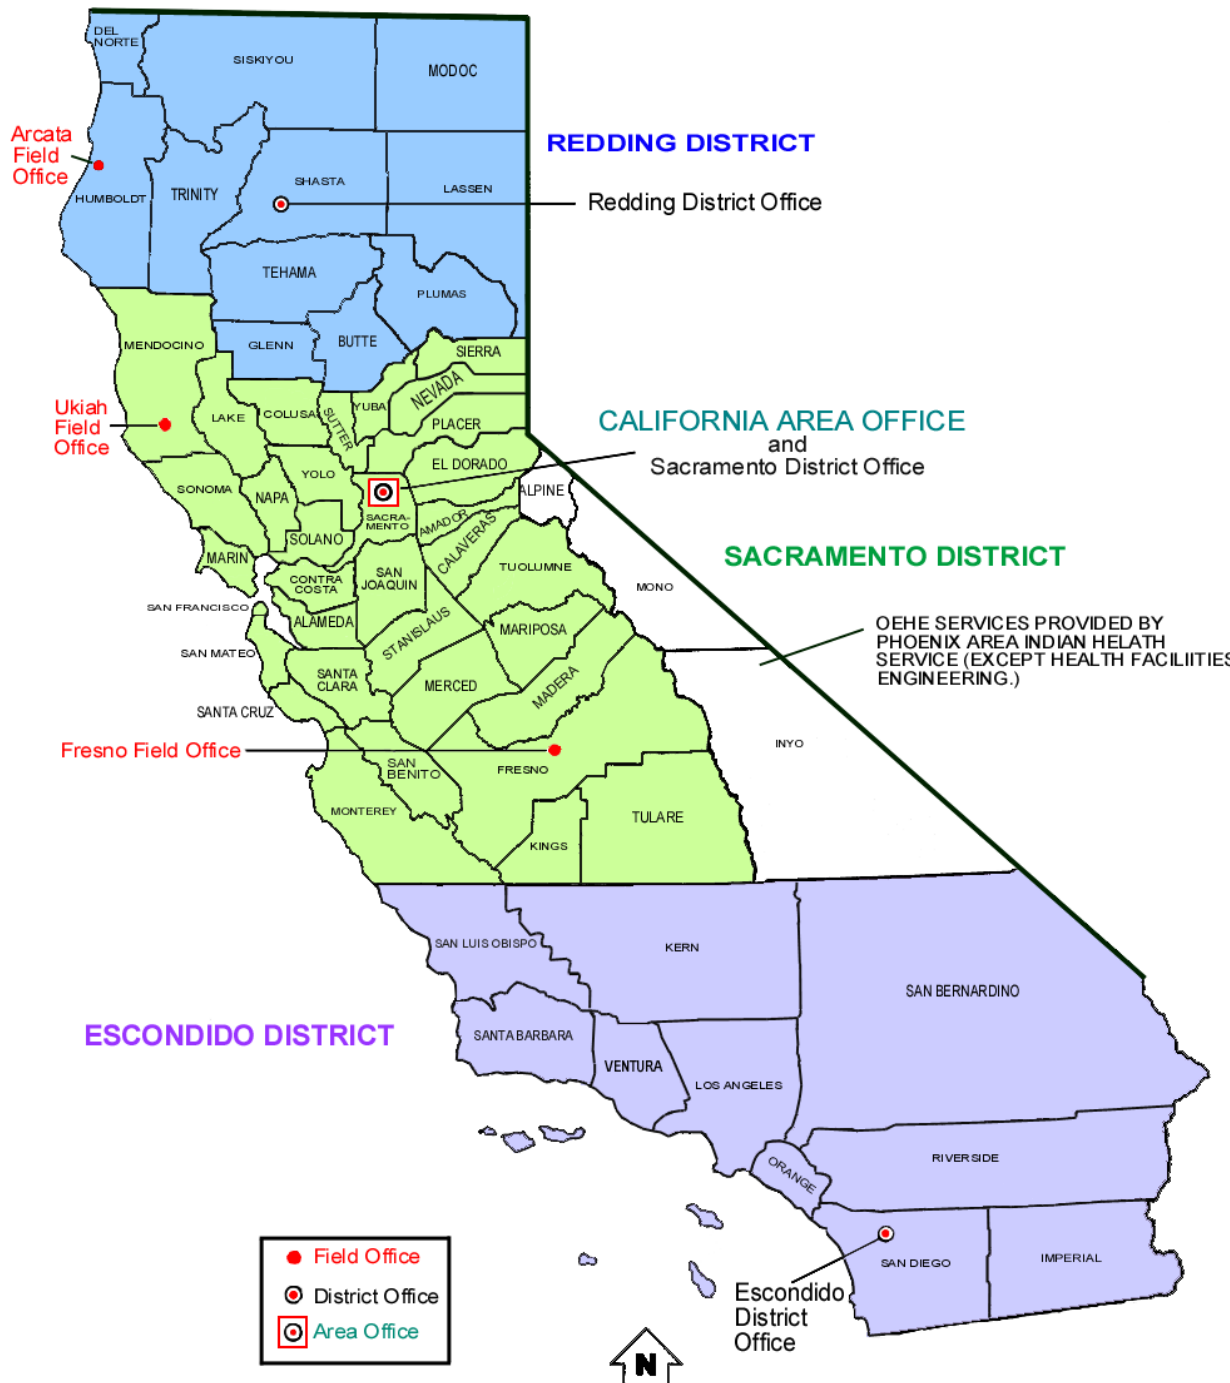 DEL
NORTE
SISKIYOU
MODOC
Arcata
Field
Office
REDDING DISTRICT
HUMBOLDT
TRINITY
SHASTA
LASSEN
Redding District Office
TEHAMA
PLUMAS
MENDOCINO
GLENN
BUTTE
SIERRA
NEVADA
Ukiah
Field
Office
LAKE
COLUSA
SUTTER
YUBA
PLACER
CALIFORNIA AREA OFFICE
and
Sacramento District Office
EL DORADO
SONOMA
NAPA
YOLO
ALPINE
SACRA-
MENTO
AMADOR
CALAVERAS
SOLANO
MARIN
SACRAMENTO DISTRICT
CONTRA
COSTA
SAN
JOAQUIN
TUOLUMNE
MONO
SAN FRANCISCO
ALAMEDA
STANISLAUS
MARIPOSA
OEHE SERVICES PROVIDED BY
PHOENIX AREA INDIAN HELATH
SERVICE (EXCEPT HEALTH FACILIITIES
ENGINEERING.)
SAN MATEO
SANTA
CLARA
MERCED
MADERA
SANTA CRUZ
Fresno Field Office
SAN
BENITO
FRESNO
INYO
MONTEREY
KINGS
TULARE
SAN LUIS OBISPO
KERN
SAN BERNARDINO
ESCONDIDO DISTRICT
SANTA BARBARA
VENTURA
LOS ANGELES
ORANGE
RIVERSIDE
SAN DIEGO
IMPERIAL
Escondido
District
Office
Field Office
District Office
Area Office
N